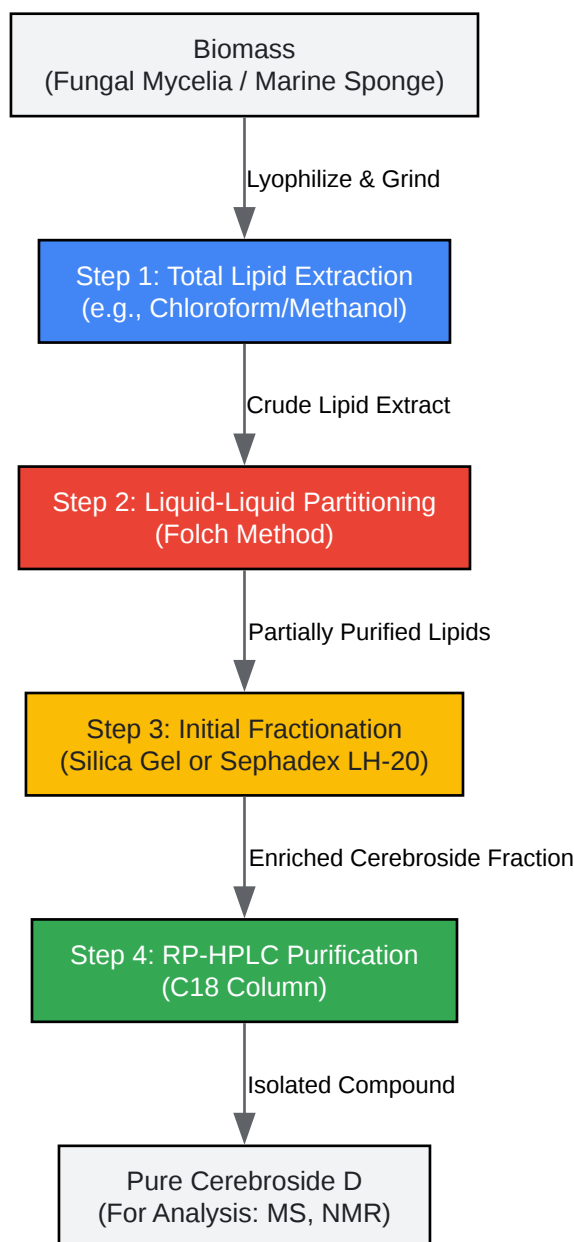 Biomass
(Fungal Mycelia / Marine Sponge)
Lyophilize & Grind
Step 1: Total Lipid Extraction
(e.g., Chloroform/Methanol)
Crude Lipid Extract
Step 2: Liquid-Liquid Partitioning
(Folch Method)
Partially Purified Lipids
Step 3: Initial Fractionation
(Silica Gel or Sephadex LH-20)
Enriched Cerebroside Fraction
Step 4: RP-HPLC Purification
(C18 Column)
Isolated Compound
Pure Cerebroside D
(For Analysis: MS, NMR)